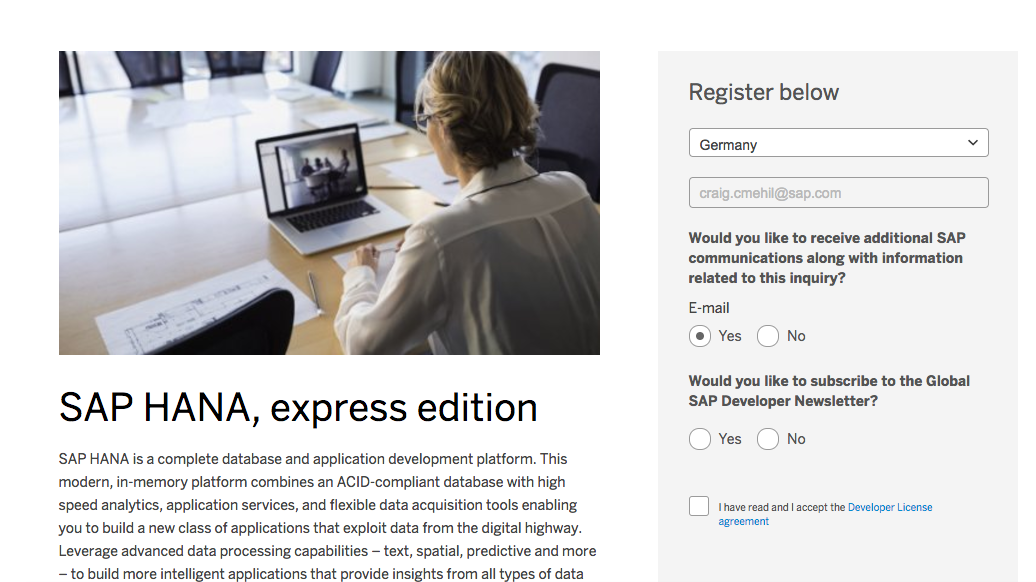 Register below
Germany
craig.cmehil@sap.com
Would you like to receive additional SAP
communications along with information
related to this inquiry?
E-mail
Yes No
Would you like to subscribe to the Global
SAP Developer Newsletter?
Yes No
I have read and I accept the Developer License
agreement
SAP HANA, express edition
SAP HANA is a complete database and application development platform. This
modern, in-memory platform combines an ACID-compliant database with high
speed analytics, application services, and flexible data acquisition tools enabling
you to build a new class of applications that exploit data from the digital highway.
Leverage advanced data processing capabilities – text, spatial, predictive and more
– to build more intelligent applications that provide insights from all types of data